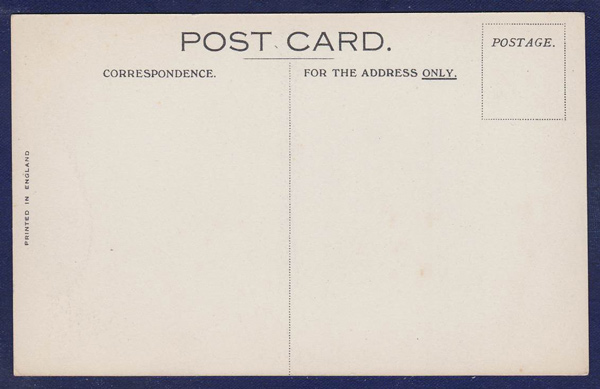 POST CARD.
CORRESPONDENCE.
FOR THE ADDRESS ONLY.
POSTAGE.
PRINTED IN ENGLAND